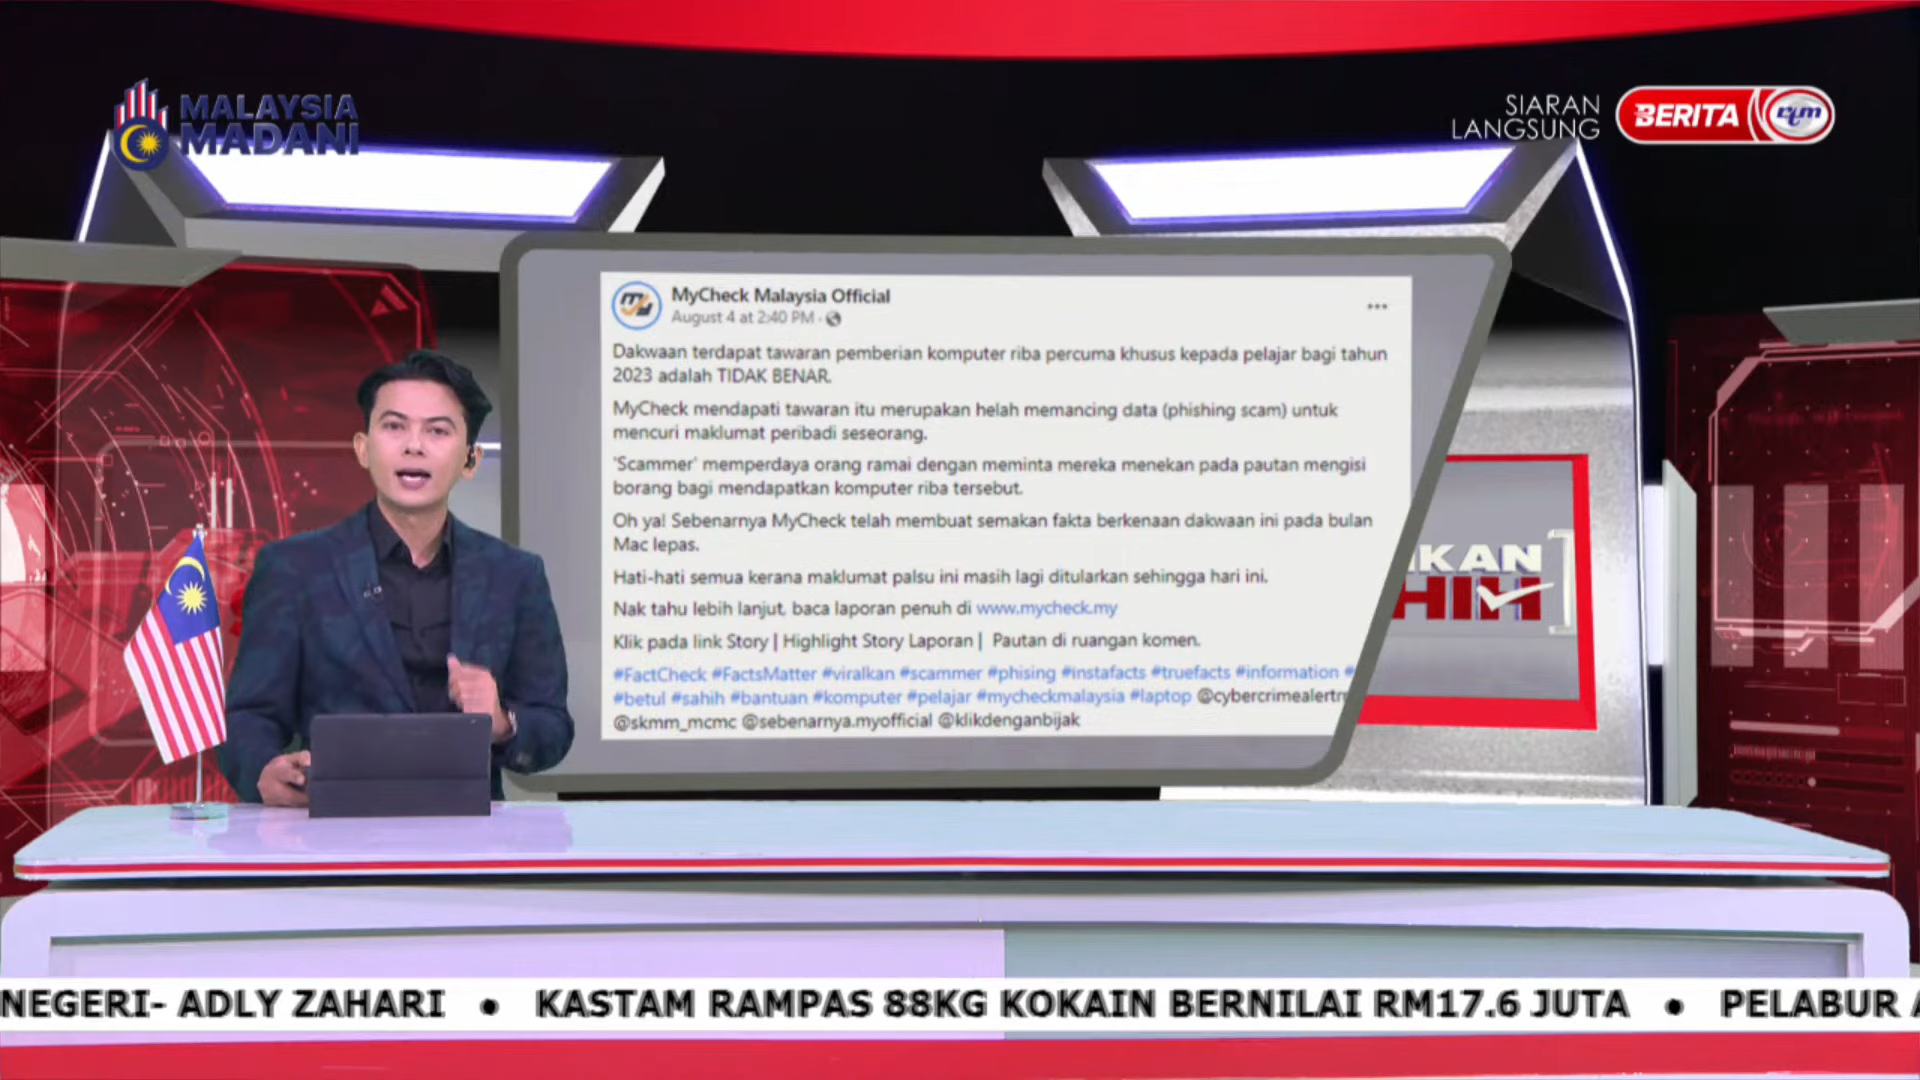 MALAYSIA
MADANI
SIARAN
LANGSUNG
BERITA rtm
MyCheck Malaysia Official
August 4 at 2:40 PM ·
Dakwaan terdapat tawaran pemberian komputer riba percuma khusus kepada pelajar bagi tahun
2023 adalah TIDAK BENAR.
MyCheck mendapati tawaran itu merupakan helah memancing data (phishing scam) untuk
mencuri maklumat peribadi seseorang.
'Scammer' memperdaya orang ramai dengan meminta mereka menekan pada pautan mengisi
borang bagi mendapatkan komputer riba tersebut.
Oh ya! Sebenarnya MyCheck telah membuat semakan fakta berkenaan dakwaan ini pada bulan
Mac lepas.
Hati-hati semua kerana maklumat palsu ini masih lagi ditularkan sehingga hari ini.
Nak tahu lebih lanjut, baca laporan penuh di www.mycheck.my
Klik pada link Story | Highlight Story Laporan | Pautan di ruangan komen.
#FactCheck #FactsMatter #viralkan #scammer #phising #instafacts #truefacts #information #
#betul #sahih #bantuan #komputer #pelajar #mycheckmalaysia #laptop @cybercrimealertr
@skmm_mcmc @sebenarnya.myofficial @klikdenganbijak
IKAN
HIH
NEGERI- ADLY ZAHARI • KASTAM RAMPAS 88KG KOKAIN BERNILAI RM17.6 JUTA • PELABUR